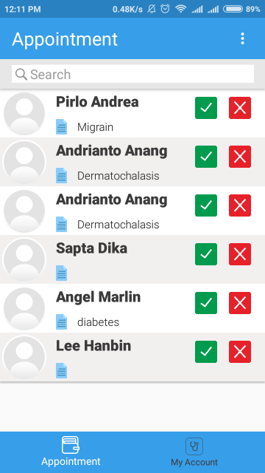 12:11 PM 0.48K/s 89%
Appointment
Search
Pirlo Andrea
Migrain
Andrianto Anang
Dermatochalasis
Andrianto Anang
Dermatochalasis
Sapta Dika
Angel Marlin
diabetes
Lee Hanbin
Appointment
My Account